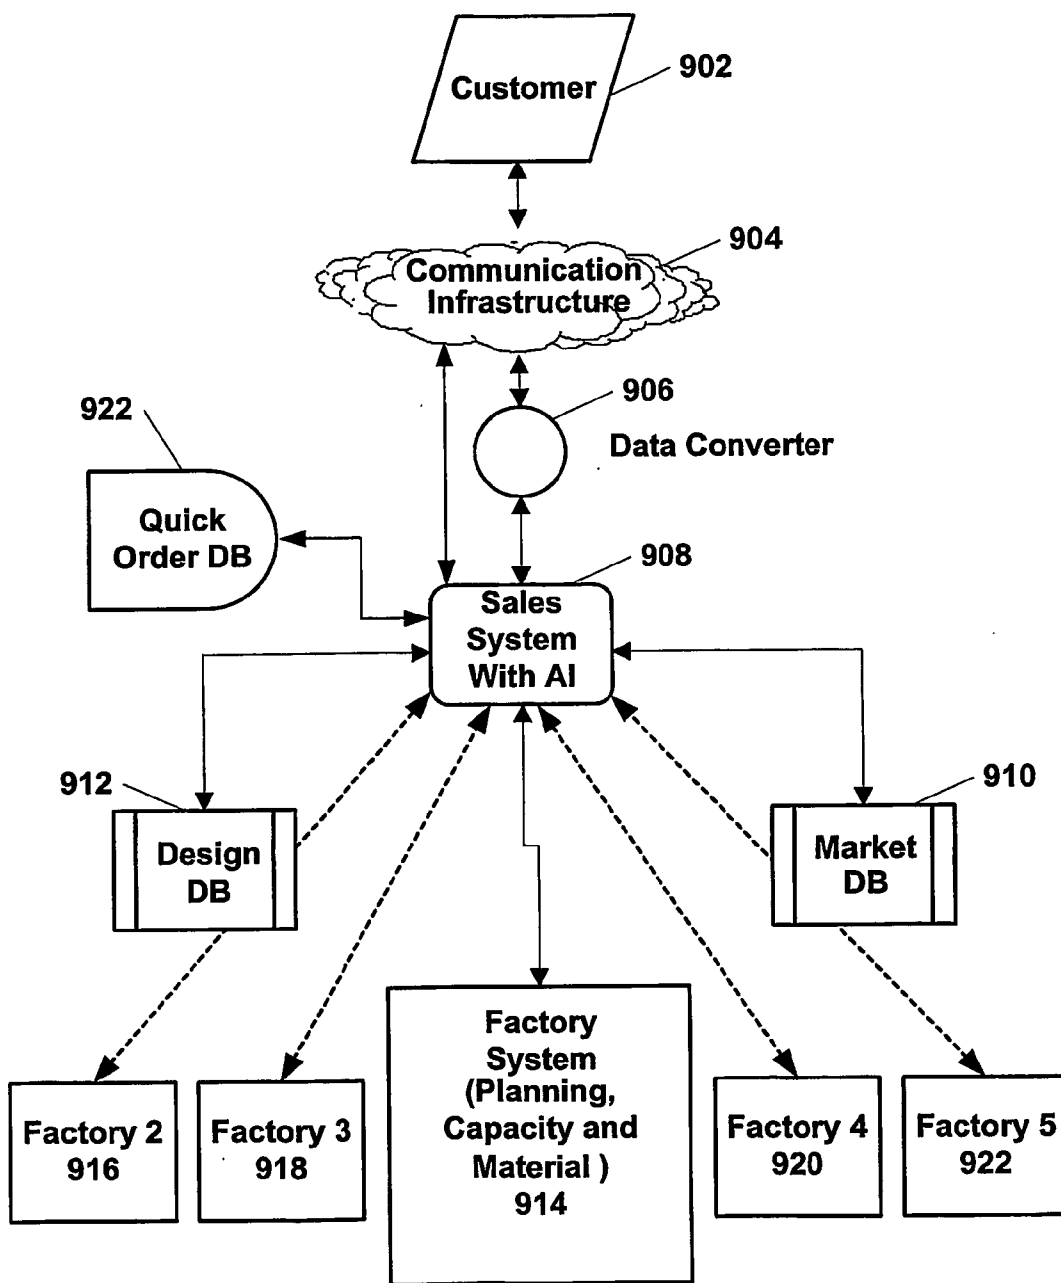 Customer
902
904
Communication
Infrastructure
906
922
Data Converter
Quick
Order DB
908
Sales
System
With AI
912
910
Design
DB
Market
DB
Factory
System
(Planning,
Capacity and
Material )
914
Factory 2
916
Factory 3
918
Factory 4
920
Factory 5
922